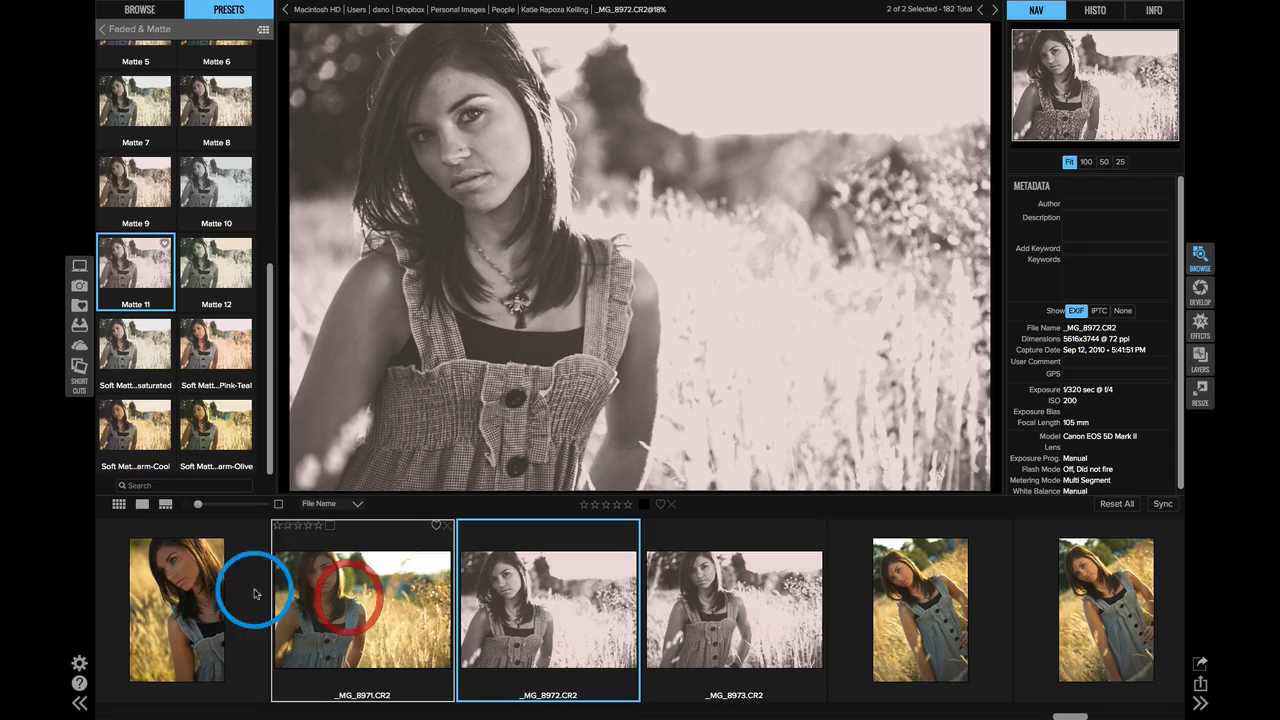 BROWSE
PRESETS
Macintosh HD | Users | dano | Dropbox | Personal Images | People | Katie Rapoza Keiling | _MG_8972.CR2@18%
2 of 2 Selected - 182 Total
NAV
HISTO
INFO
Faded & Matte
Matte 5
Matte 6
Matte 7
Matte 8
Matte 9
Matte 10
Matte 11
Matte 12
Soft Matt...saturated
Soft Matt...Pink-Teal
Soft Mat...arm-Cool
Soft Mat...arm-Olive
Search
SHORT
CUTS
Fit
100
50
25
METADATA
Author
Description
Add Keyword
Keywords
Show
EXIF
IPTC
None
File Name _MG_8972.CR2
Dimensions 5616x3744 @ 72 ppi
Capture Date Sep 12, 2010 • 5:41:51 PM
User Comment
GPS
Exposure 1/320 sec @ f/4
ISO 200
Exposure Bias
Focal Length 105 mm
Model Canon EOS 5D Mark II
Lens
Exposure Prog. Manual
Flash Mode Off, Did not fire
Metering Mode Multi Segment
White Balance Manual
BROWSE
DEVELOP
EFFECTS
LAYERS
RESIZE
File Name
Reset All
Sync
_MG_8971.CR2
_MG_8972.CR2
_MG_8973.CR2